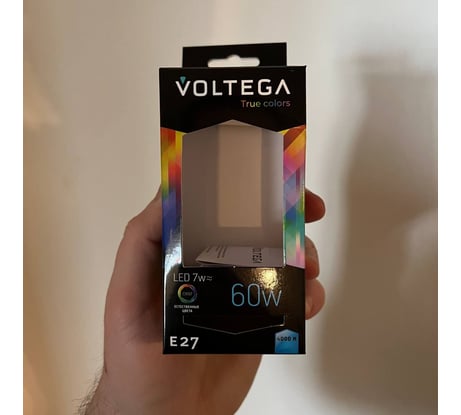 VOLTEGA
True colors
LED 7W≈
60W
ЕСТЕСТВЕННЫЕ
ЦВЕТА
E27
4000 K